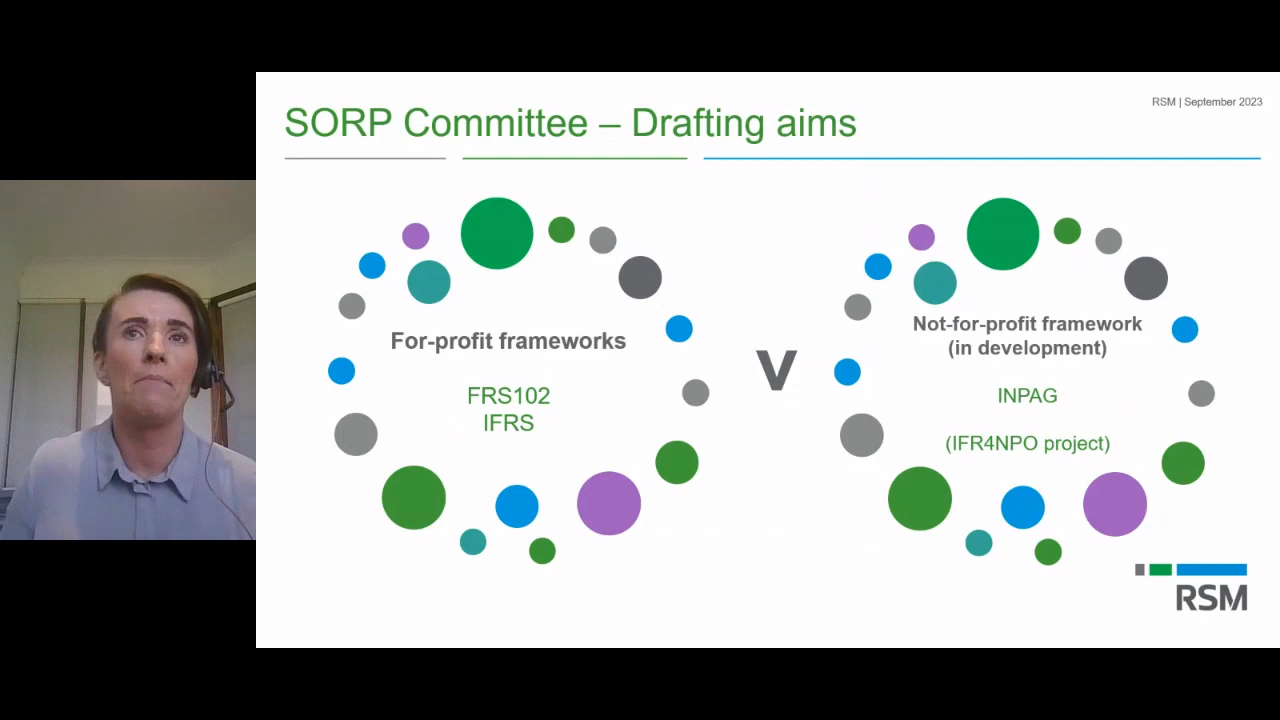 RSM | September 2023
SORP Committee – Drafting aims
For-profit frameworks
FRS102
IFRS
V
Not-for-profit framework
(in development)
INPAG
(IFR4NPO project)
RSM